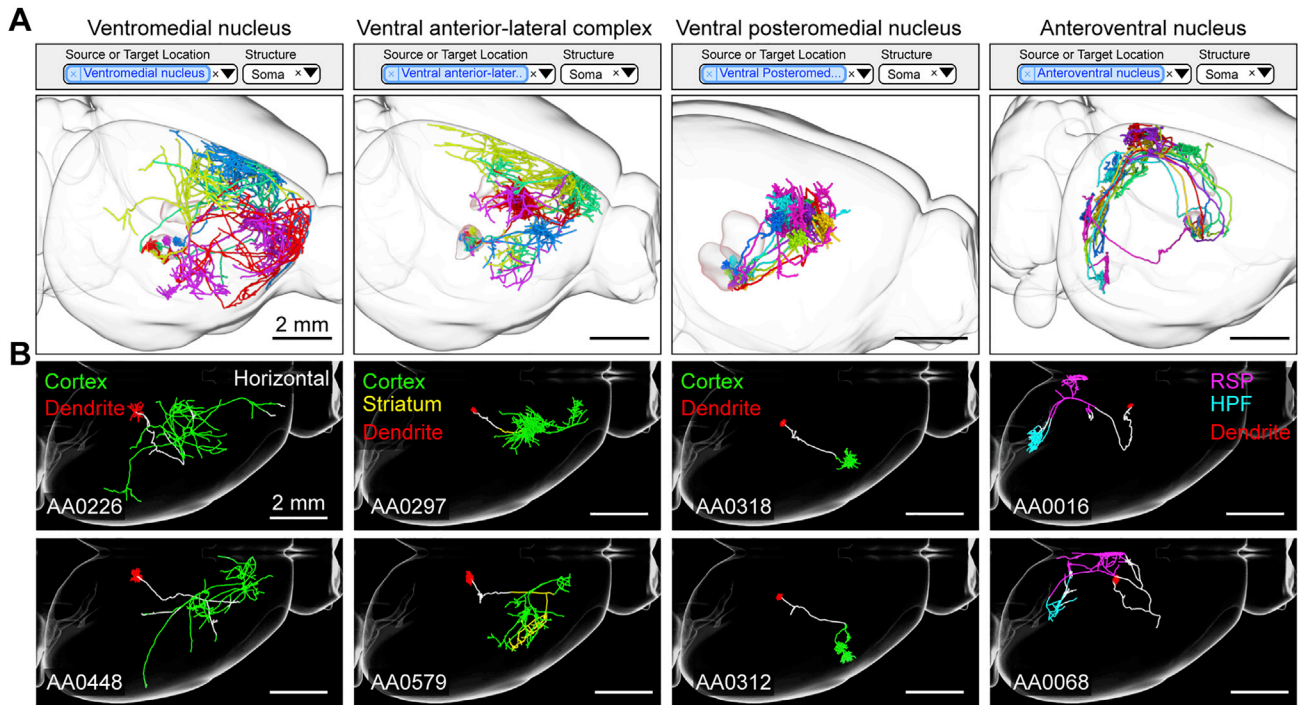 A
Ventromedial nucleus
Ventral anterior-lateral complex
Ventral posteromedial nucleus
Anteroventral nucleus
Source or Target Location Structure
× Ventromedial nucleus × Soma ×
Source or Target Location Structure
× Ventral anterior-later.. × Soma ×
Source or Target Location Structure
× Ventral Posteromed... × Soma ×
Source or Target Location Structure
× Anteroventral nucleus × Soma ×
2 mm
B
Cortex
Horizontal
Dendrite
AA0226
2 mm
Cortex
Striatum
Dendrite
AA0297
Cortex
Dendrite
AA0318
RSP
HPF
Dendrite
AA0016
AA0448
AA0579
AA0312
AA0068